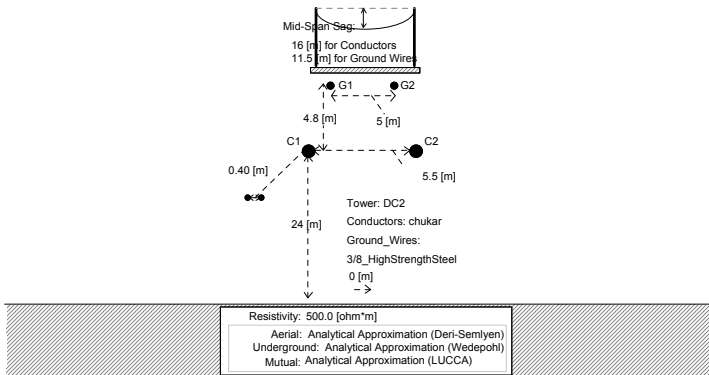 Mid-Span Sag:
16 [m] for Conductors
11.5 [m] for Ground Wires
G1
G2
4.8 [m]
5 [m]
C1
C2
0.40 [m]
5.5 [m]
Tower: DC2
24 [m]
Conductors: chukar
Ground_Wires:
3/8_HighStrengthSteel
0 [m]
Resistivity: 500.0 [ohm*m]
Aerial: Analytical Approximation (Deri-Semlyen)
Underground: Analytical Approximation (Wedepohl)
Mutual: Analytical Approximation (LUCCA)